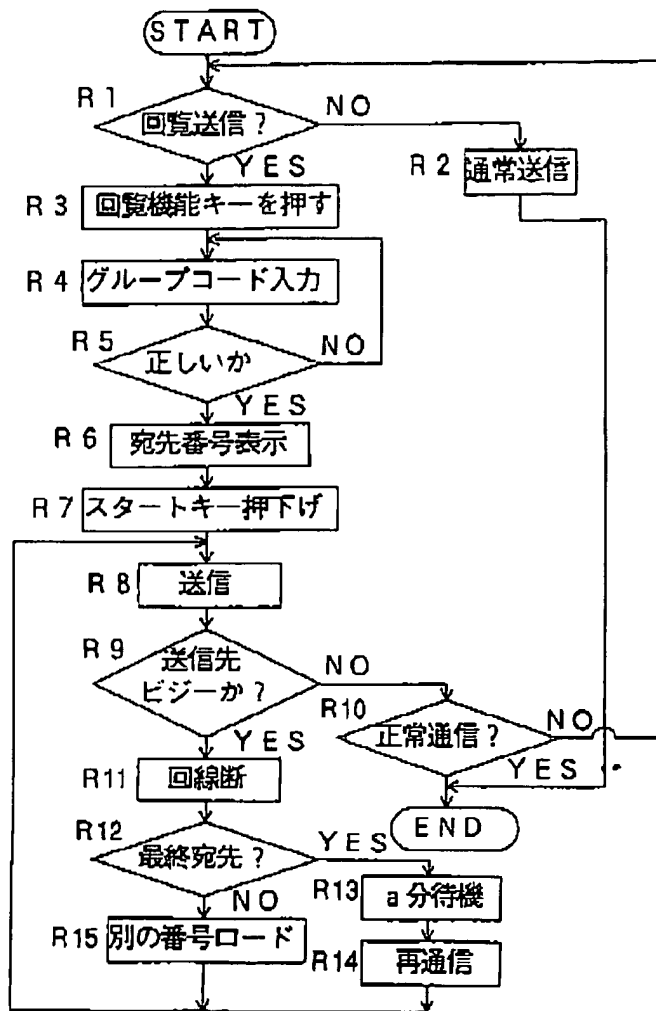 START
R1
回覧送信?
NO
YES
R2
通常送信
R3
回覧機能キーを押す
R4
グループコード入力
R5
正しいか
NO
YES
R6
宛先番号表示
R7
スタートキー押下げ
R8
送信
R9
送信先
ビジーか?
NO
YES
R10
正常通信?
NO
YES
R11
回線断
END
R12
最終宛先?
YES
NO
R13
a分待機
R15
別の番号ロード
R14
再通信